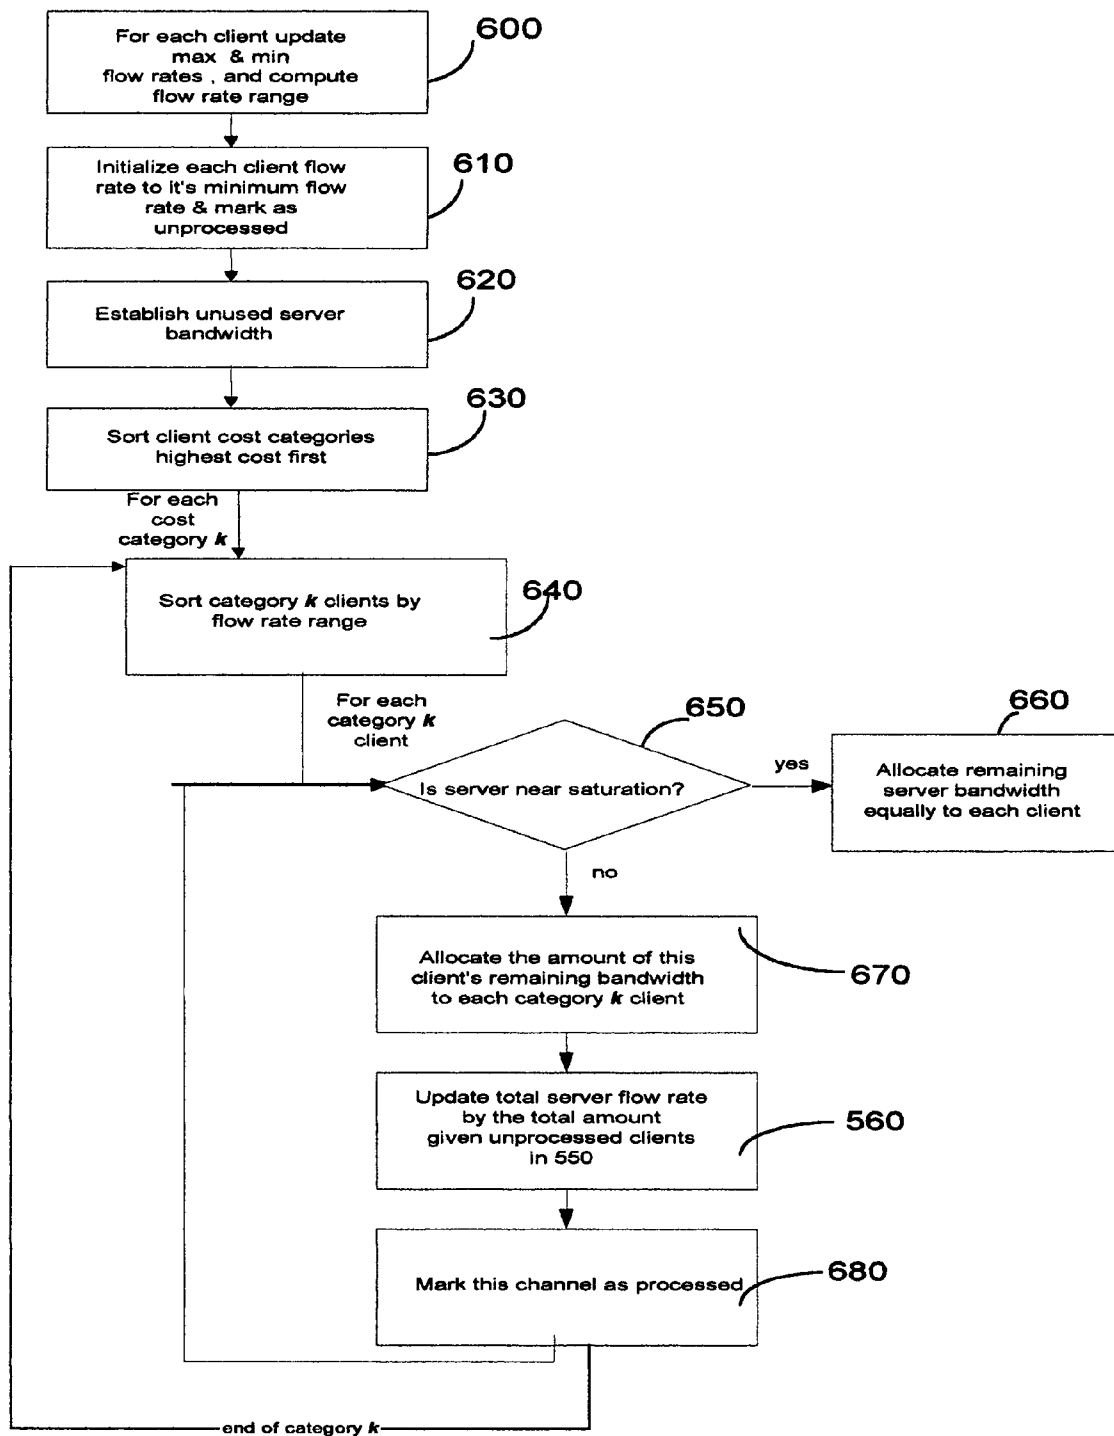 For each client update
max & min
flow rates , and compute
flow rate range
600
Initialize each client flow
rate to it's minimum flow
rate & mark as
unprocessed
610
Establish unused server
bandwidth
620
Sort client cost categories
highest cost first
630
For each
cost
category k
Sort category k clients by
flow rate range
640
For each
category k
client
Is server near saturation?
650
yes
Allocate remaining
server bandwidth
equally to each client
660
no
Allocate the amount of this
client's remaining bandwidth
to each category k client
670
Update total server flow rate
by the total amount
given unprocessed clients
in 550
560
Mark this channel as processed
680
end of category k